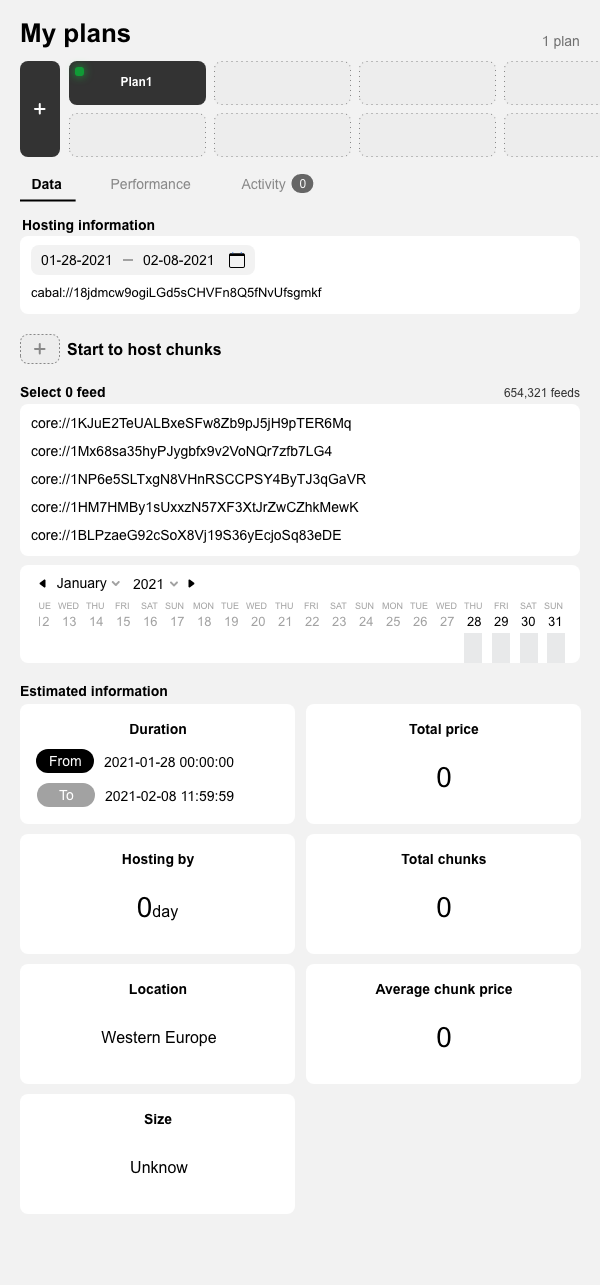 My plans
1 plan
+
Plan1
Data Performance Activity 0
Hosting information
01-28-2021 — 02-08-2021
cabal://18jdmcw9ogiLGd5sCHVFn8Q5fNvUfsgmkf
+ Start to host chunks
Select 0 feed 654,321 feeds
core://1KJuE2TeUALBxeSFw8Zb9pJ5jH9pTER6Mq
core://1Mx68sa35hyPJygbfx9v2VoNQr7zfb7LG4
core://1NP6e5SLTxgN8VHnRSCCPSY4ByTJ3qGaVR
core://1HM7HMBy1sUxxzN57XF3XtJrZwCZhkMewK
core://1BLPzaeG92cSoX8Vj19S36yEcjoSq83eDE
January 2021
UE WED THU FRI SAT SUN MON TUE WED THU FRI SAT SUN MON TUE WED THU FRI SAT SUN
12 13 14 15 16 17 18 19 20 21 22 23 24 25 26 27 28 29 30 31
Estimated information
Duration
From 2021-01-28 00:00:00
To 2021-02-08 11:59:59
Total price
0
Hosting by
0day
Total chunks
0
Location
Western Europe
Average chunk price
0
Size
Unknow